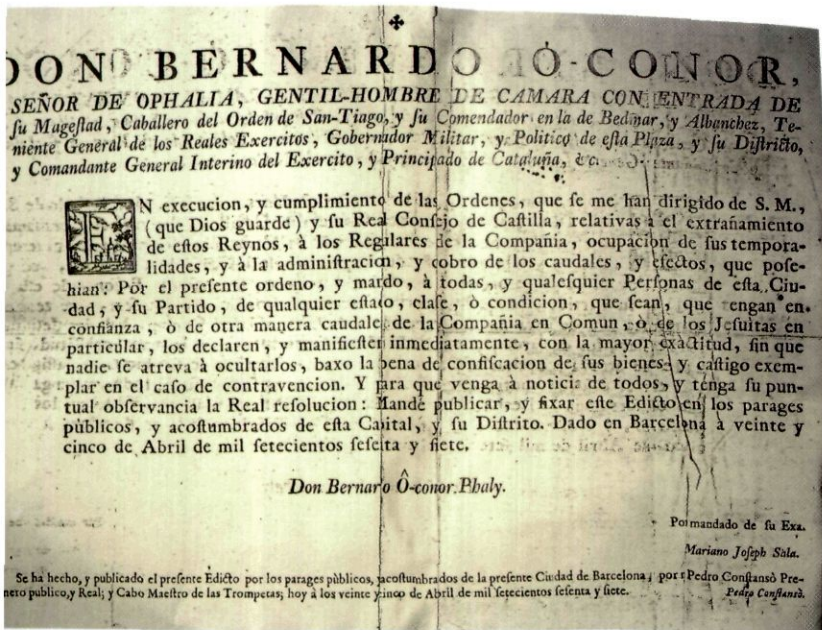 DON BERNARDO Ò-CONOR,
SEÑOR DE OPHALIA, GENTIL-HOMBRE DE CAMARA CON ENTRADA DE
ſu Mageſtad, Caballero del Orden de San-Tiago, y ſu Comendador en la de Bedmar, y Albanchez, Te-
niente General de los Reales Exercitos, Gobernador Militar, y Politico de eſta Plaza, y ſu Diſtricto,
y Comandante General Interino del Exercito, y Principado de Cataluña, &c.
EN execucion, y cumplimiento de las Ordenes, que ſe me han dirigido de S. M.,
(que Dios guarde) y ſu Real Conſejo de Caſtilla, relativas à el extrañamiento
de eſtos Reynos, à los Regulares de la Compañia, ocupacion de sus tempora-
lidades, y à la adminiſtracion, y cobro de los caudales, y efectos, que poſe-
hian: Por el preſente ordeno, y mando, à todas, y qualeſquier Perſonas de eſta Ciu-
dad, y ſu Partido, de qualquier eſtado, claſe, ò condicion, que ſean, que engan en
confianza, ò de otra manera caudales de la Compañia en Comun, ò de los Jeſuitas en
particular, los declaren, y manifieſten inmediatamente, con la mayor exactitud, ſin que
nadie ſe atreva à ocultarlos, baxo la pena de confiſcacion de ſus bienes, y caſtigo exem-
plar en el caſo de contravencion. Y para que venga à noticia de todos, y tenga ſu pun-
tual obſervancia la Real reſolucion: Mandé publicar, y fixar eſte Edicto en los parages
pùblicos, y acoſtumbrados de eſta Capital, y ſu Diſtrito. Dado en Barcelona à veinte y
cinco de Abril de mil ſetecientos ſeſenta y ſiete.
Don Bernardo Ô-conor Phaly.
Por mandado de ſu Exa.
Mariano Joſeph Sala.
Se ha hecho, y publicado el preſente Edicto por los parages pùblicos, acoſtumbrados de la preſente Ciudad de Barcelona, por Pedro Conſtansò Pre-
nero publico, y Real; y Cabo Maeſtro de las Trompetas; hoy à los veinte y cinco de Abril de mil ſetecientos ſeſenta y ſiete.
Pedro Conſtansò.